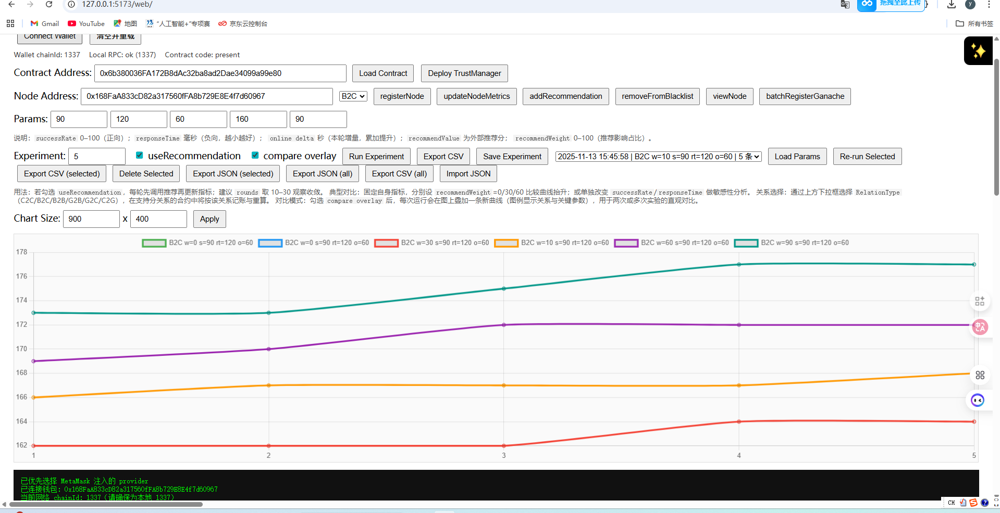 127.0.0.1:5173/web/
拖拽至此上传
y
Gmail YouTube 地图 “人工智能+”专项赛 京东云控制台 所有书签
Connect Wallet 清空并重载
Wallet chainId: 1337 Local RPC: ok (1337) Contract code: present
Contract Address: 0x6b380036FA172B8dAc32ba8ad2Dae34099a99e80 Load Contract Deploy TrustManager
Node Address: 0x168FaA833cD82a317560fFA8b729E8E4f7d60967 B2C registerNode updateNodeMetrics addRecommendation removeFromBlacklist viewNode batchRegisterGanache
Params: 90 120 60 160 90
说明： successRate 0–100（正向）； responseTime 毫秒（负向，越小越好）； online delta 秒（本轮增量，累加提升）； recommendValue 为外部推荐分； recommendWeight 0–100（推荐影响占比）。
Experiment: 5 useRecommendation compare overlay Run Experiment Export CSV Save Experiment 2025-11-13 15:45:58 | B2C w=10 s=90 rt=120 o=60 | 5 条 Load Params Re-run Selected
Export CSV (selected) Delete Selected Export JSON (selected) Export JSON (all) Export CSV (all) Import JSON
用法：若勾选 useRecommendation，每轮先调用推荐再更新指标；建议 rounds 取 10–30 观察收敛。 典型对比：固定自身指标，分别设 recommendWeight=0/30/60 比较曲线抬升；或单独改变 successRate/responseTime 做敏感性分析。 关系选择：通过上方下拉框选择 RelationType
（C2C/B2C/B2B/G2B/G2C/C2G），在支持分关系的合约中将按该关系记账与重算。 对比模式：勾选 compare overlay 后，每次运行会在图上叠加一条新曲线（图例显示关系与关键参数），用于两次或多次实验的直观对比。
Chart Size: 900 x 400 Apply
B2C w=0 s=90 rt=120 o=60 B2C w=0 s=90 rt=120 o=60 B2C w=30 s=90 rt=120 o=60 B2C w=10 s=90 rt=120 o=60 B2C w=60 s=90 rt=120 o=60 B2C w=90 s=90 rt=120 o=60
178
176
174
172
170
168
166
164
162
1 2 3 4 5
已优先选择 MetaMask 注入的 provider
已连接钱包：0x168FaA833cD82a317560fFA8b729E8E4f7d60967
当前网络 chainId：1337（请确保为本地 1337）
CH